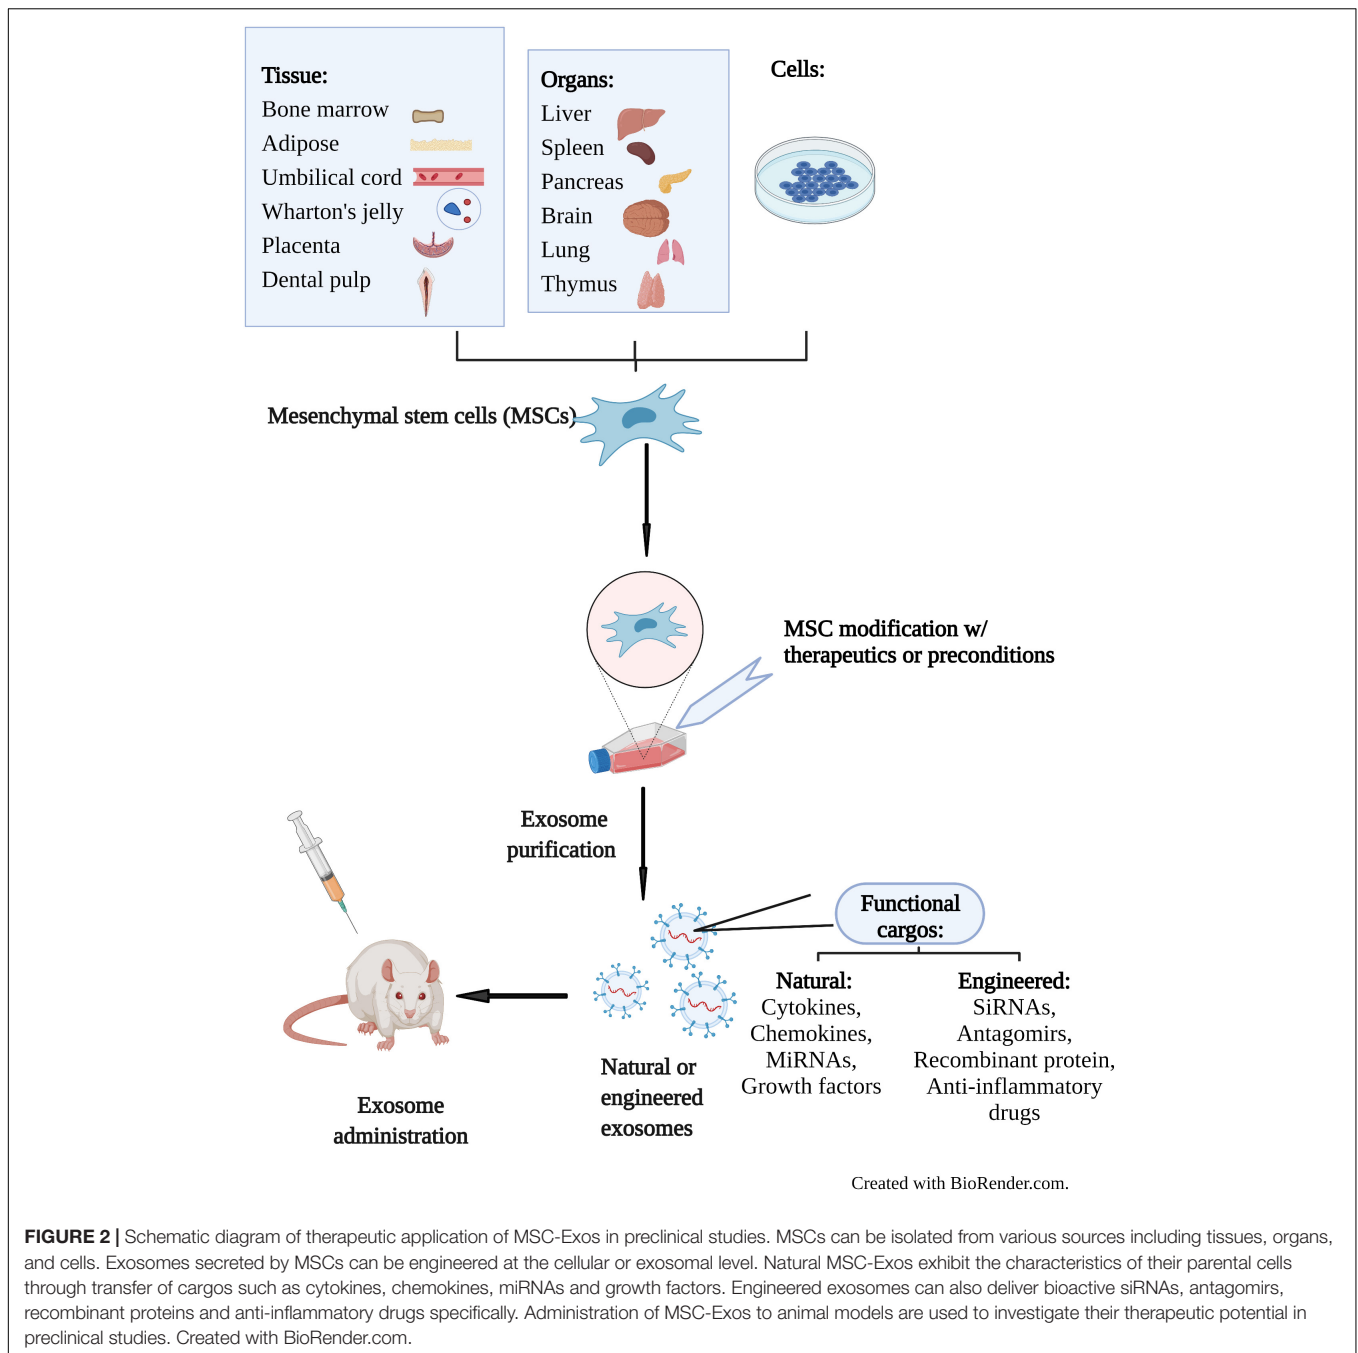 Tissue:
Bone marrow
Adipose
Umbilical cord
Wharton's jelly
Placenta
Dental pulp
Organs:
Liver
Spleen
Pancreas
Brain
Lung
Thymus
Cells:
Mesenchymal stem cells (MSCs)
MSC modification w/
therapeutics or preconditions
Exosome
purification
Functional
cargos:
Natural:
Cytokines,
Chemokines,
MiRNAs,
Growth factors
Engineered:
SiRNAs,
Antagomirs,
Recombinant protein,
Anti-inflammatory
drugs
Natural or
engineered
exosomes
Exosome
administration
Created with BioRender.com.
FIGURE 2 | Schematic diagram of therapeutic application of MSC-Exos in preclinical studies. MSCs can be isolated from various sources including tissues, organs,
and cells. Exosomes secreted by MSCs can be engineered at the cellular or exosomal level. Natural MSC-Exos exhibit the characteristics of their parental cells
through transfer of cargos such as cytokines, chemokines, miRNAs and growth factors. Engineered exosomes can also deliver bioactive siRNAs, antagomirs,
recombinant proteins and anti-inflammatory drugs specifically. Administration of MSC-Exos to animal models are used to investigate their therapeutic potential in
preclinical studies. Created with BioRender.com.